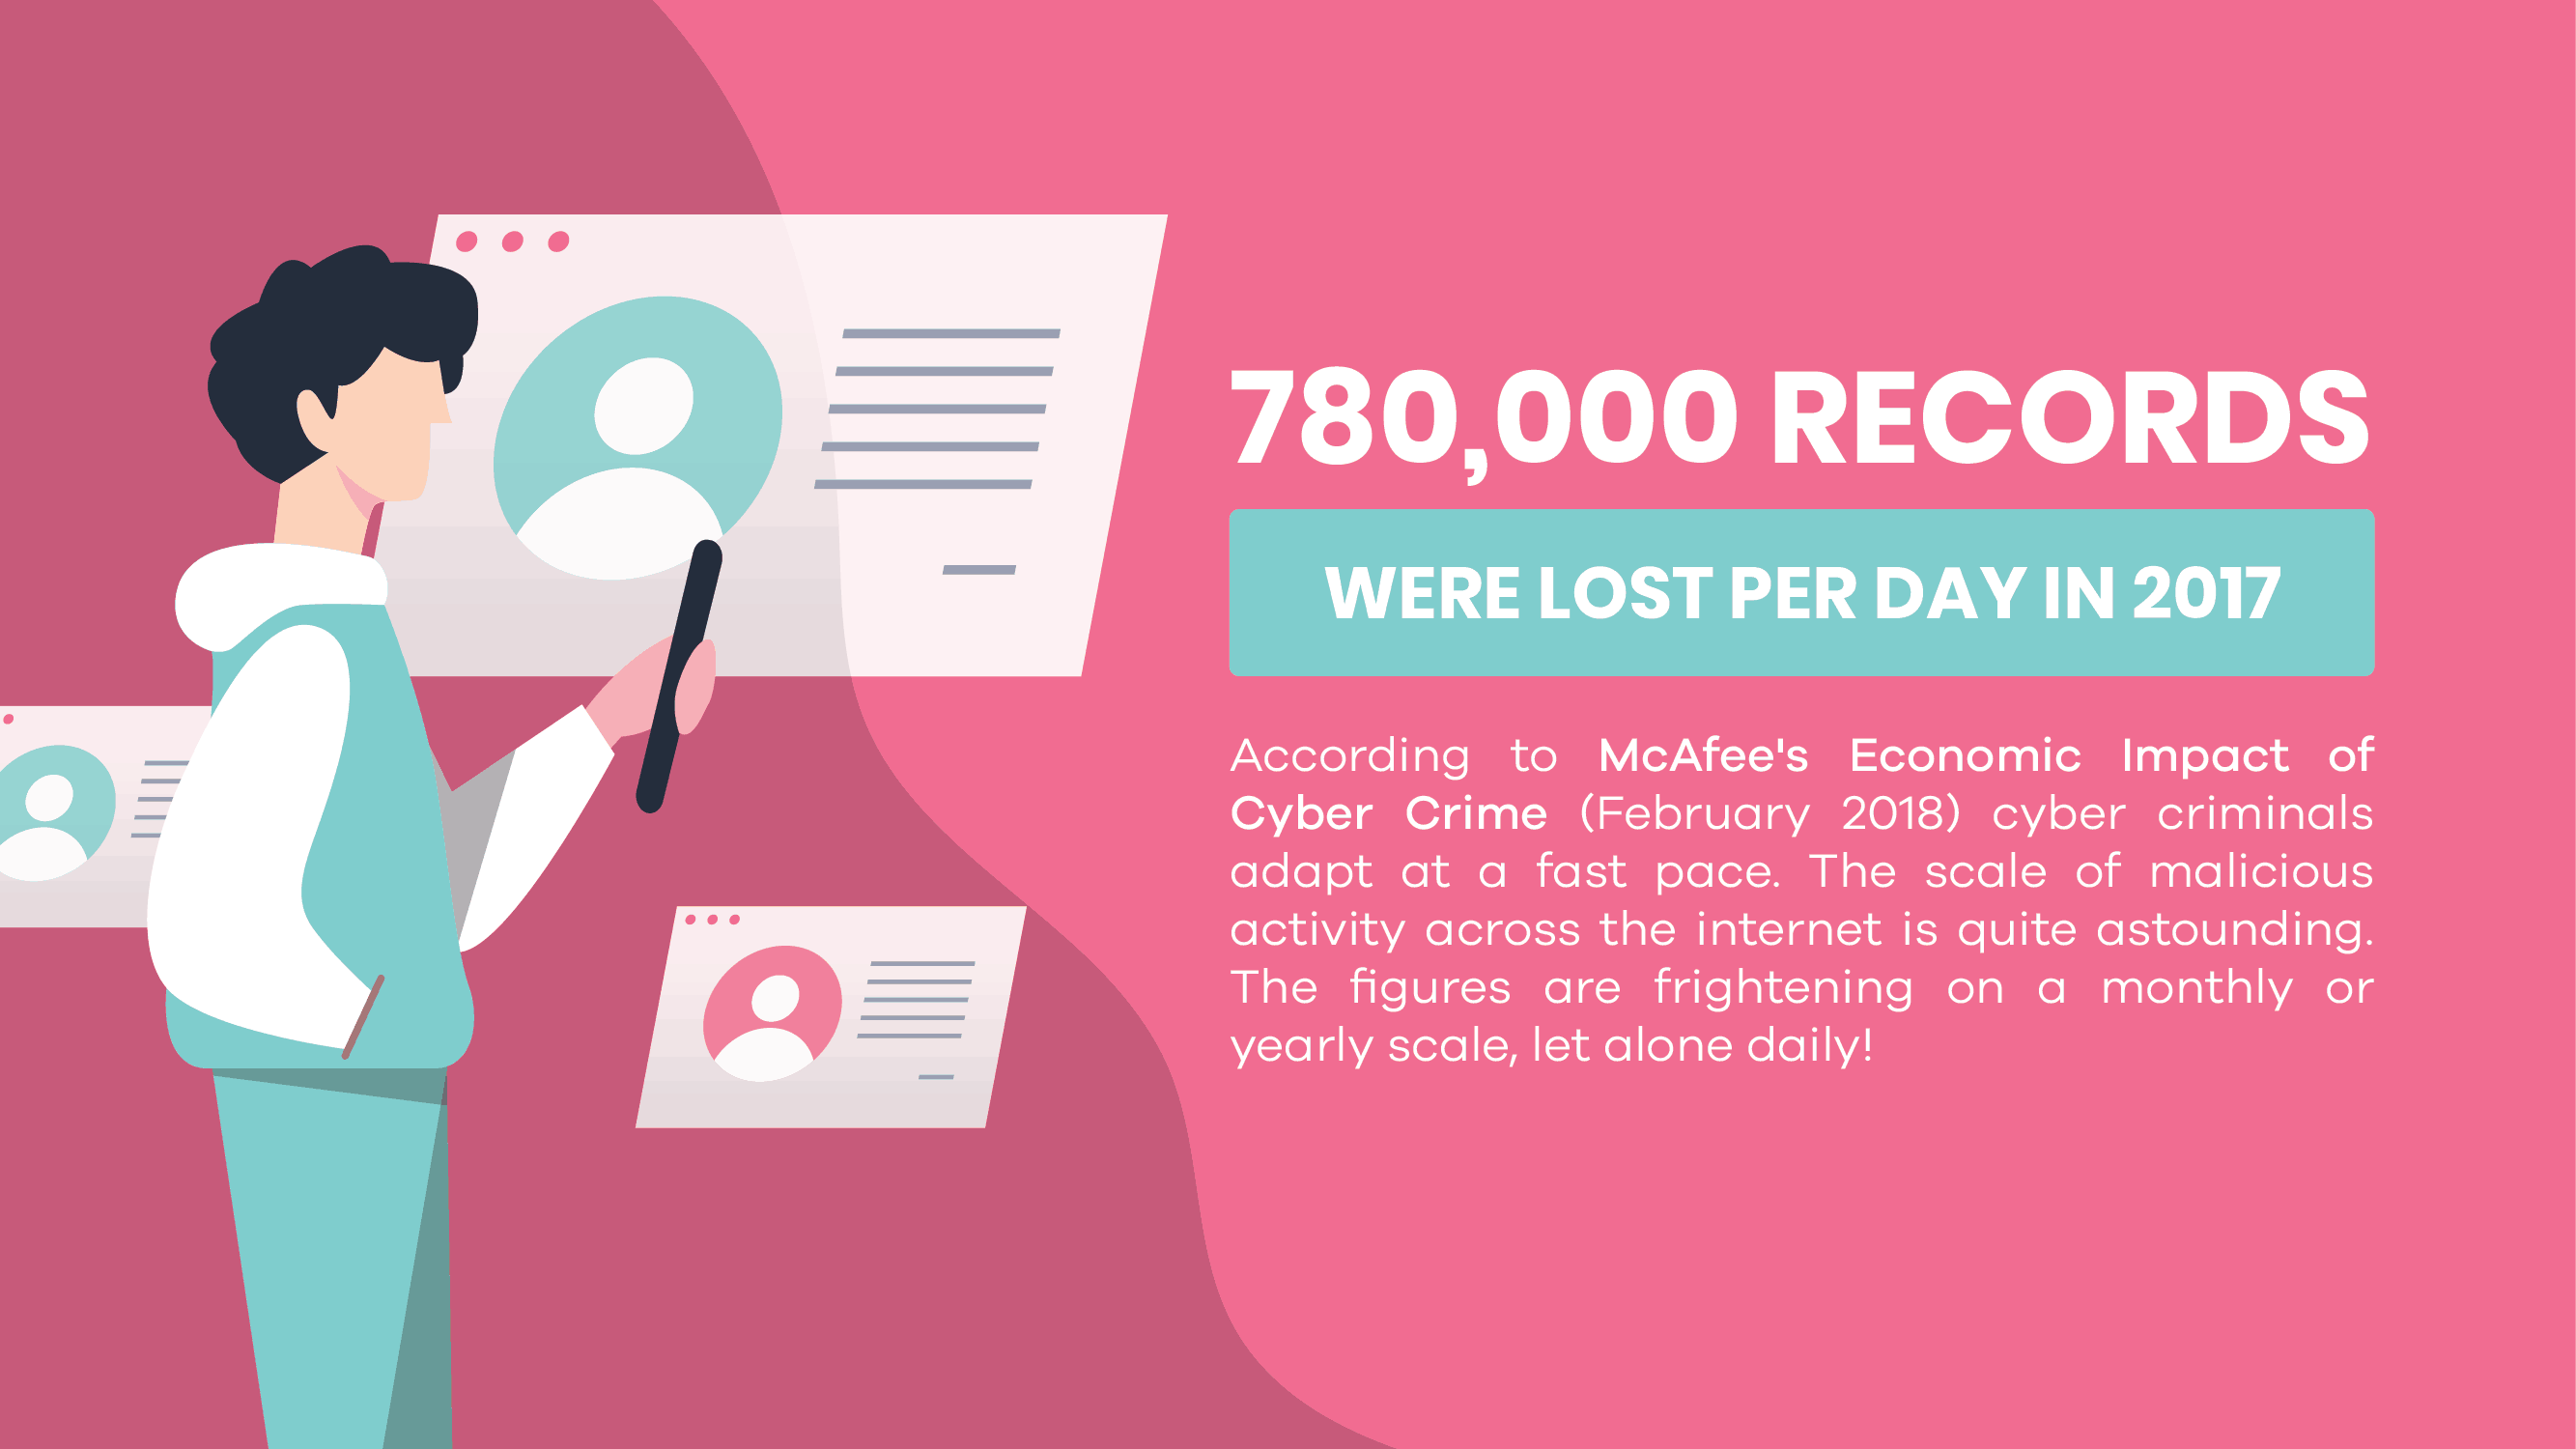 780,000 RECORDS
WERE LOST PER DAY IN 2017
According to McAfee's Economic Impact of
Cyber Crime (February 2018) cyber criminals
adapt at a fast pace. The scale of malicious
activity across the internet is quite astounding.
The figures are frightening on a monthly or
yearly scale, let alone daily!